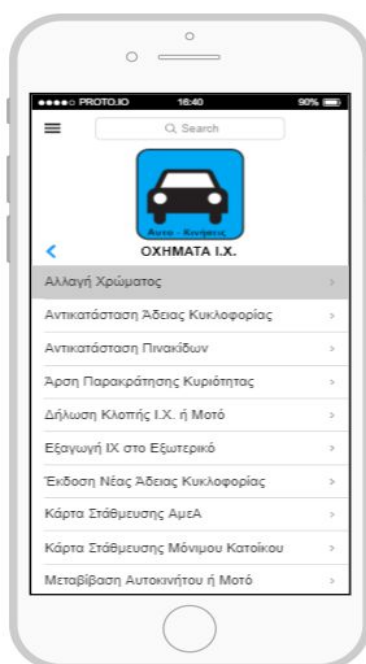 PROTO.IO 16:40 90%
Search
Αυτο - Κινήσεις
ΟΧΗΜΑΤΑ Ι.Χ.
Αλλαγή Χρώματος
Αντικατάσταση Άδειας Κυκλοφορίας
Αντικατάσταση Πινακίδων
Άρση Παρακράτησης Κυριότητας
Δήλωση Κλοπής Ι.Χ. ή Μοτό
Εξαγωγή ΙΧ στο Εξωτερικό
Έκδοση Νέας Άδειας Κυκλοφορίας
Κάρτα Στάθμευσης ΑμεΑ
Κάρτα Στάθμευσης Μόνιμου Κατοίκου
Μεταβίβαση Αυτοκινήτου ή Μοτό